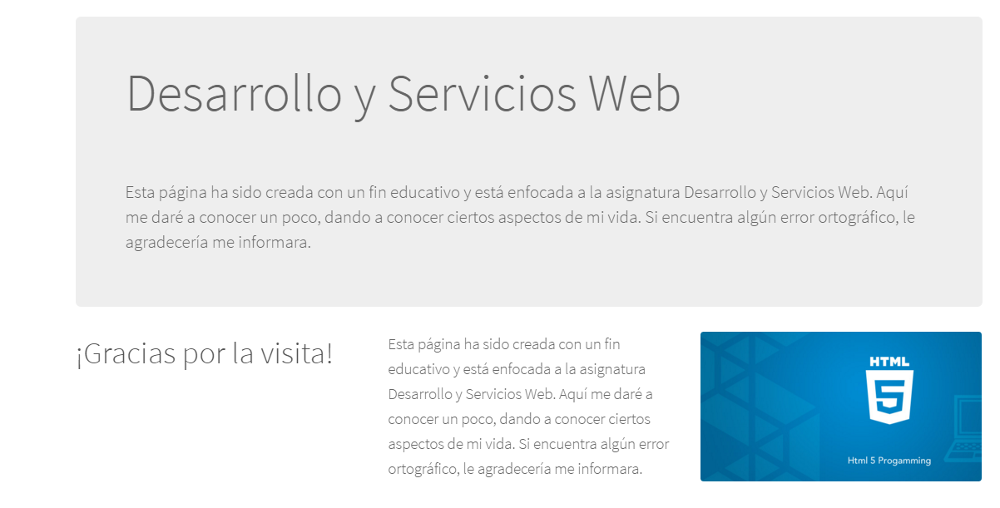 Desarrollo y Servicios Web
Esta página ha sido creada con un fin educativo y está enfocada a la asignatura Desarrollo y Servicios Web. Aquí
me daré a conocer un poco, dando a conocer ciertos aspectos de mi vida. Si encuentra algún error ortográfico, le
agradecería me informara.
¡Gracias por la visita!
Esta página ha sido creada con un fin
educativo y está enfocada a la asignatura
Desarrollo y Servicios Web. Aquí me daré a
conocer un poco, dando a conocer ciertos
aspectos de mi vida. Si encuentra algún error
ortográfico, le agradecería me informara.
HTML
5
Html 5 Progamming